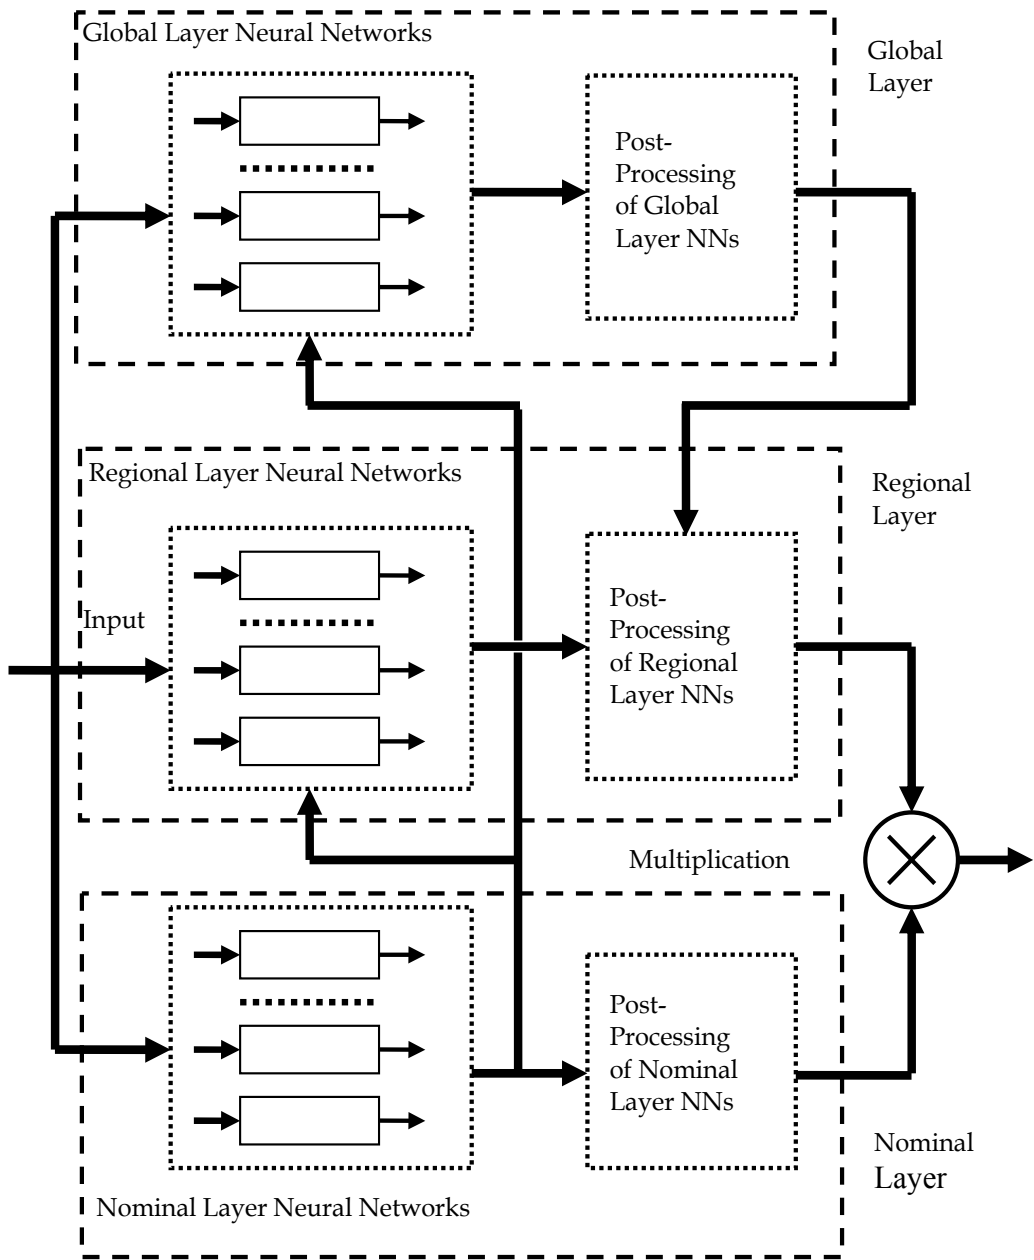 Global Layer Neural Networks
Global
Layer
Post-
Processing
of Global
Layer NNs
Regional Layer Neural Networks
Regional
Layer
Input
Post-
Processing
of Regional
Layer NNs
Multiplication
Post-
Processing
of Nominal
Layer NNs
Nominal
Layer
Nominal Layer Neural Networks